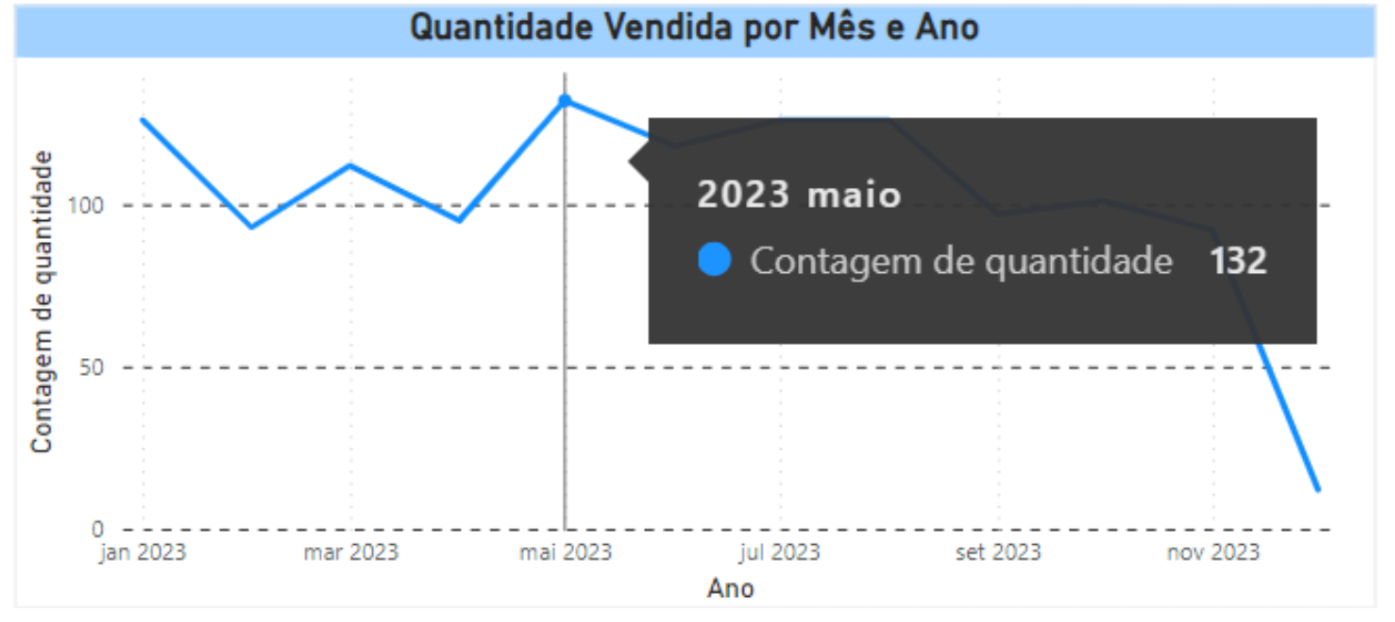 Quantidade Vendida por Mês e Ano
Contagem de quantidade
100
50
0
2023 maio
Contagem de quantidade 132
jan 2023 mar 2023 mai 2023 jul 2023 set 2023 nov 2023
Ano